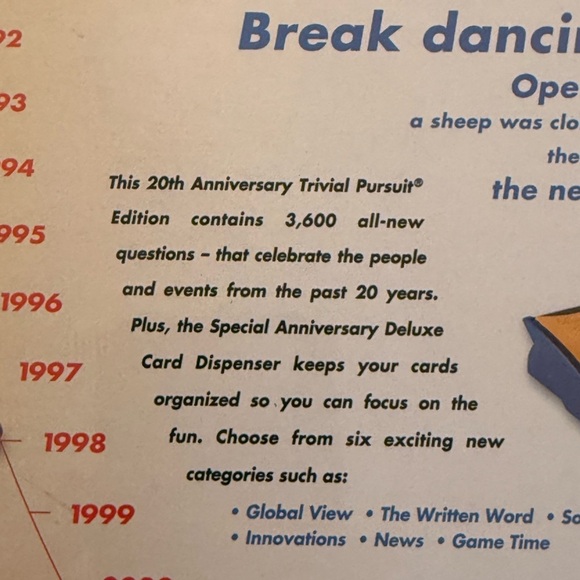 92
Break
Ope
93
a sheep was clo
the
94
the ne
This 20th Anniversary Trivial Pursuit®
Edition contains 3,600 all-new
995
questions – that celebrate the people
and events from the past 20 years.
1996
Plus, the Special Anniversary Deluxe
Card Dispenser keeps your cards
1997
organized so you can focus on the
fun. Choose from six exciting new
1998
categories such as:
• Global View • The Written Word •
1999
• Innovations • News • Game Time